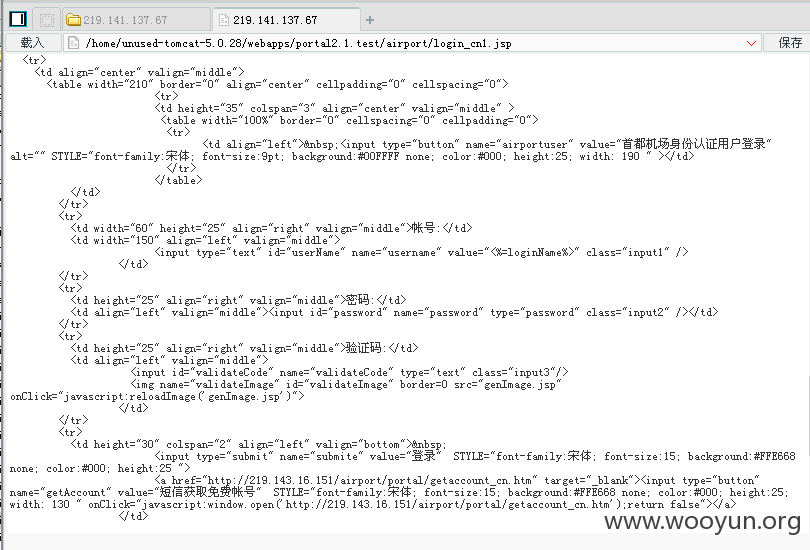 219.141.137.67
219.141.137.67
+
载入 /home/unused-tomcat-5.0.28/webapps/portal2.1.test/airport/login_cn1.jsp 保存
<tr>
<td align="center" valign="middle">
<table width="210" border="0" align="center" cellpadding="0" cellspacing="0">
<tr>
<td height="35" colspan="3" align="center" valign="middle" >
<table width="100%" border="0" cellspacing="0" cellpadding="0">
<tr>
<td align="left">&nbsp;<input type="button" name="airportuser" value="首都机场身份认证用户登录"
alt="" STYLE="font-family:宋体; font-size:9pt; background:#00FFFF none; color:#000; height:25; width: 190 " ></td>
</tr>
</table>
</td>
</tr>
<tr>
<td width="60" height="25" align="right" valign="middle">帐号:</td>
<td width="150" align="left" valign="middle">
<input type="text" id="userName" name="username" value="<%=loginName%>" class="input1" />
</td>
</tr>
<tr>
<td height="25" align="right" valign="middle">密码:</td>
<td align="left" valign="middle"><input id="password" name="password" type="password" class="input2" /></td>
</tr>
<tr>
<td height="25" align="right" valign="middle">验证码:</td>
<td align="left" valign="middle">
<input id="validateCode" name="validateCode" type="text" class="input3"/>
<img name="validateImage" id="validateImage" border=0 src="genImage.jsp"
onClick="javascript:reloadImage('genImage.jsp')">
</td>
</tr>
<tr>
<td height="30" colspan="2" align="left" valign="bottom">&nbsp;
<input type="submit" name="submite" value="登录"  STYLE="font-family:宋体; font-size:15; background:#FFE668
none; color:#000; height:25 ">
<a href="http://219.143.16.151/airport/portal/getaccount_cn.htm" target="_blank"><input type="button"
name="getAccount" value="短信获取免费帐号"  STYLE="font-family:宋体; font-size:15; background:#FFE668 none; color:#000; height:25;
width: 130 " onClick="javascript:window.open('http://219.143.16.151/airport/portal/getaccount_cn.htm');return false"></a>
</td>
www.wooyun.org